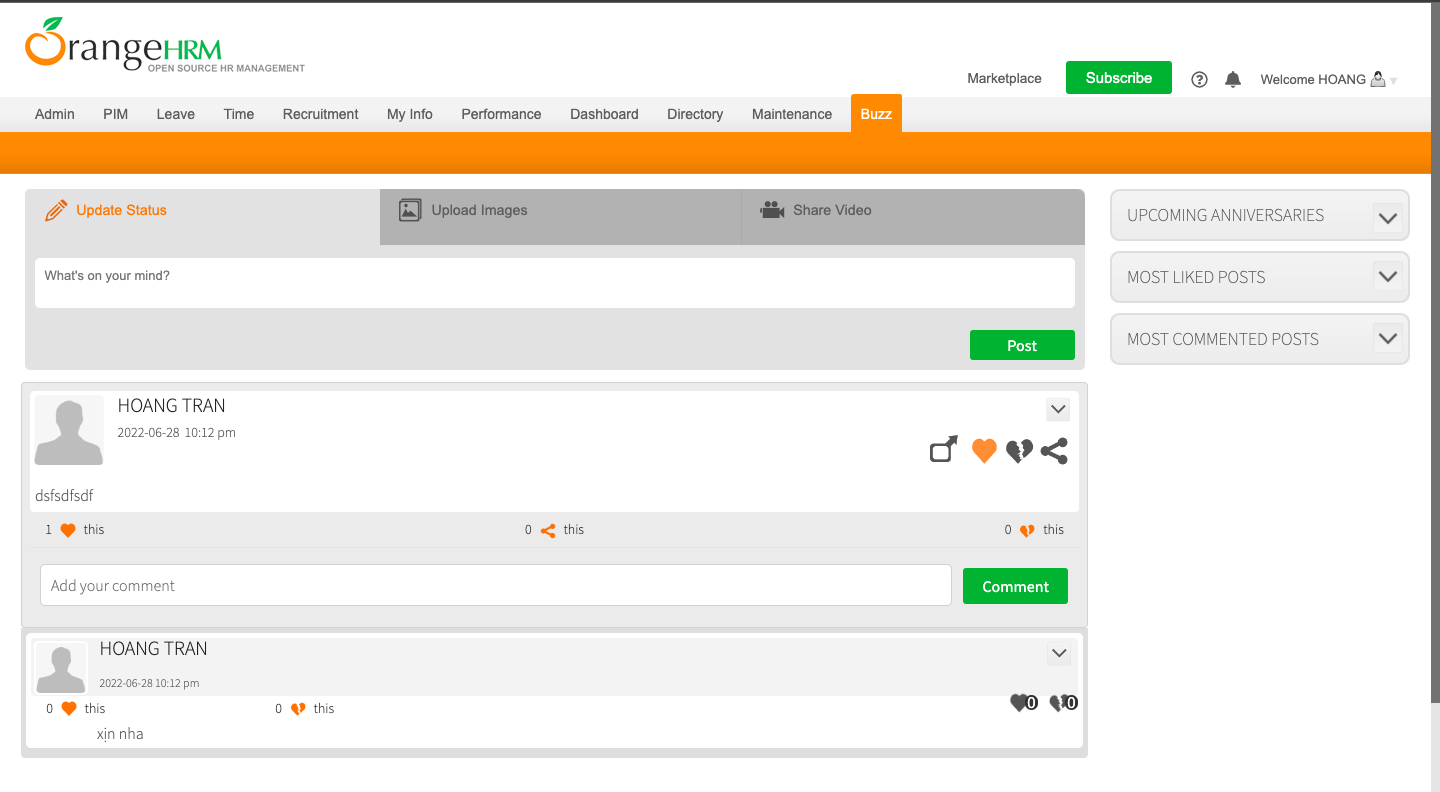 OrangeHRM
OPEN SOURCE HR MANAGEMENT
Marketplace Subscribe ? Welcome HOANG
Admin PIM Leave Time Recruitment My Info Performance Dashboard Directory Maintenance Buzz
Update Status Upload Images Share Video
What's on your mind?
Post
UPCOMING ANNIVERSARIES
MOST LIKED POSTS
MOST COMMENTED POSTS
HOANG TRAN
2022-06-28 10:12 pm
dsfsdfsdf
1 this 0 this 0 this
Add your comment Comment
HOANG TRAN
2022-06-28 10:12 pm
0 this 0 this 0 0
xịn nha